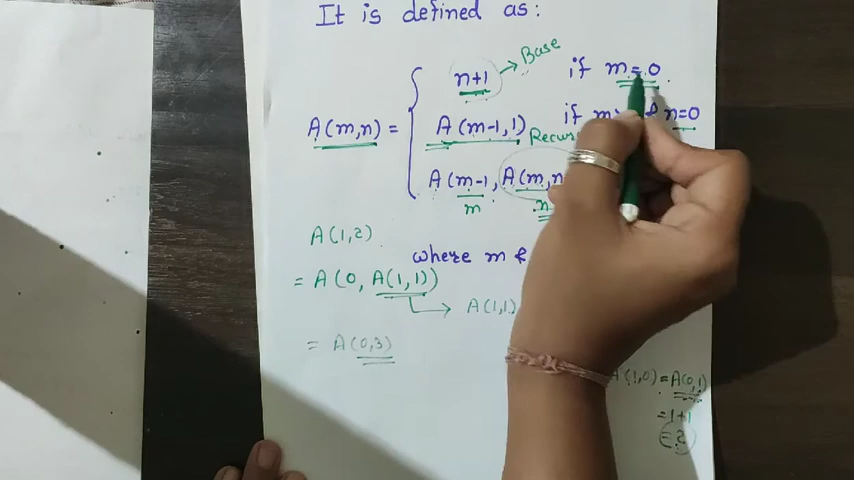 It is defined as:
n+1 → Base if m=0
A(m,n) = A(m-1,1) if n=0
Recur
A(m-1, A(m,n
m n
A(1,2)
where m &
= A(0, A(1,1))
A(1,1)
= A(0,3)
A(1,0) = A(0,1)
= 1+1
= 2